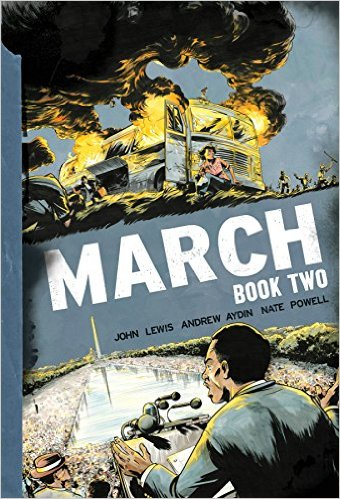 MARCH
BOOK TWO
JOHN LEWIS ANDREW AYDIN NATE POWELL